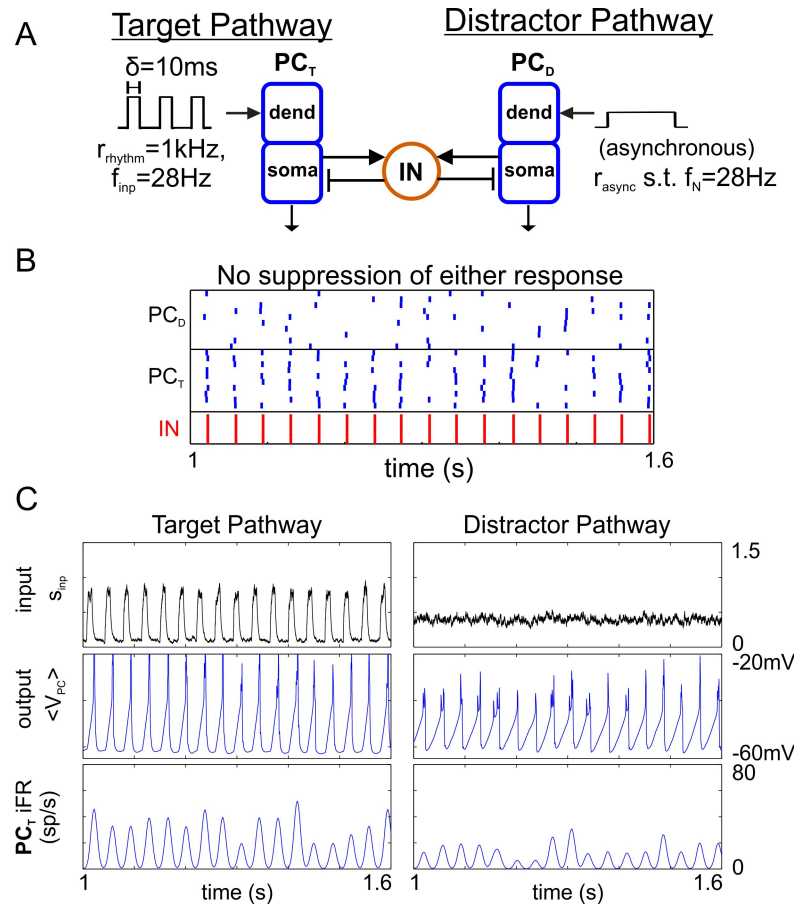 A
Target Pathway
Distractor Pathway
δ=10ms
PC_T
PC_D
dend
dend
soma
IN
soma
r_rhythm=1kHz,
f_inp=28Hz
(asynchronous)
r_async s.t. f_N=28Hz
B
No suppression of either response
PC_D
PC_T
IN
1
1.6
time (s)
C
Target Pathway
Distractor Pathway
input
s_inp
1.5
0
output
<V_PC>
-20mV
-60mV
PC_T iFR
(sp/s)
80
0
1
1.6
1
1.6
time (s)
time (s)